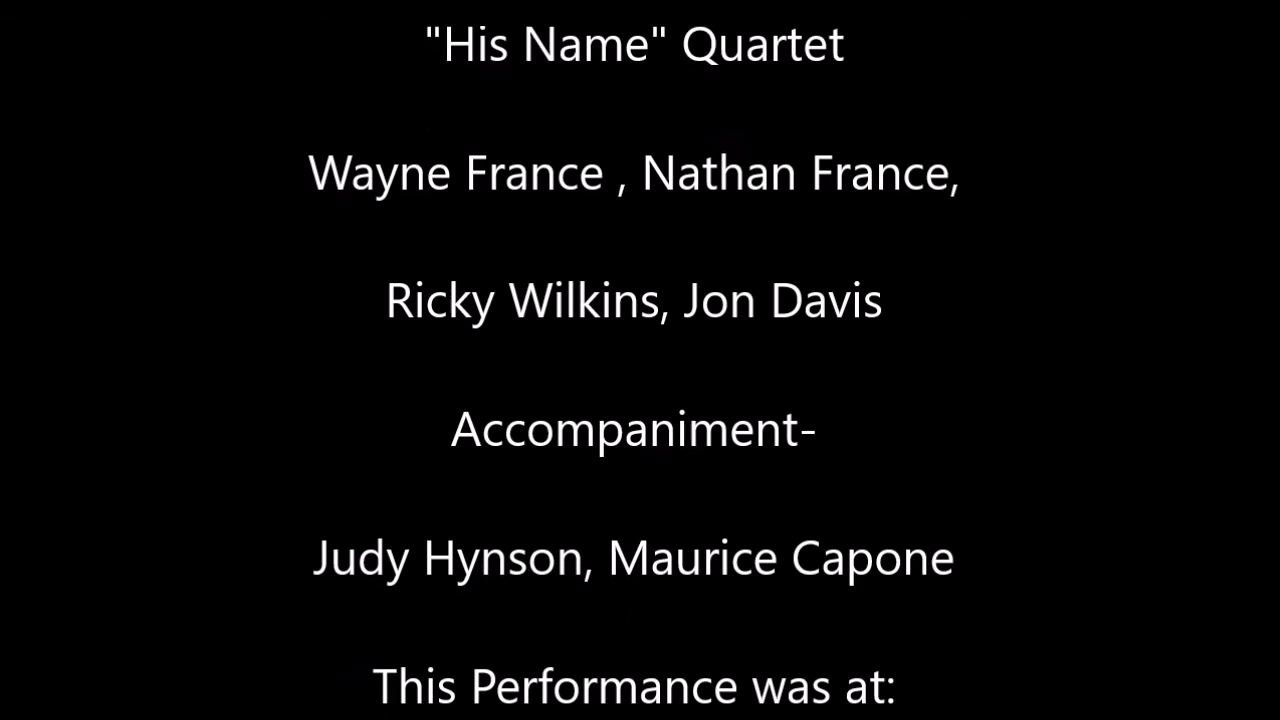 "His Name" Quartet
Wayne France , Nathan France,
Ricky Wilkins, Jon Davis
Accompaniment-
Judy Hynson, Maurice Capone
This Performance was at: